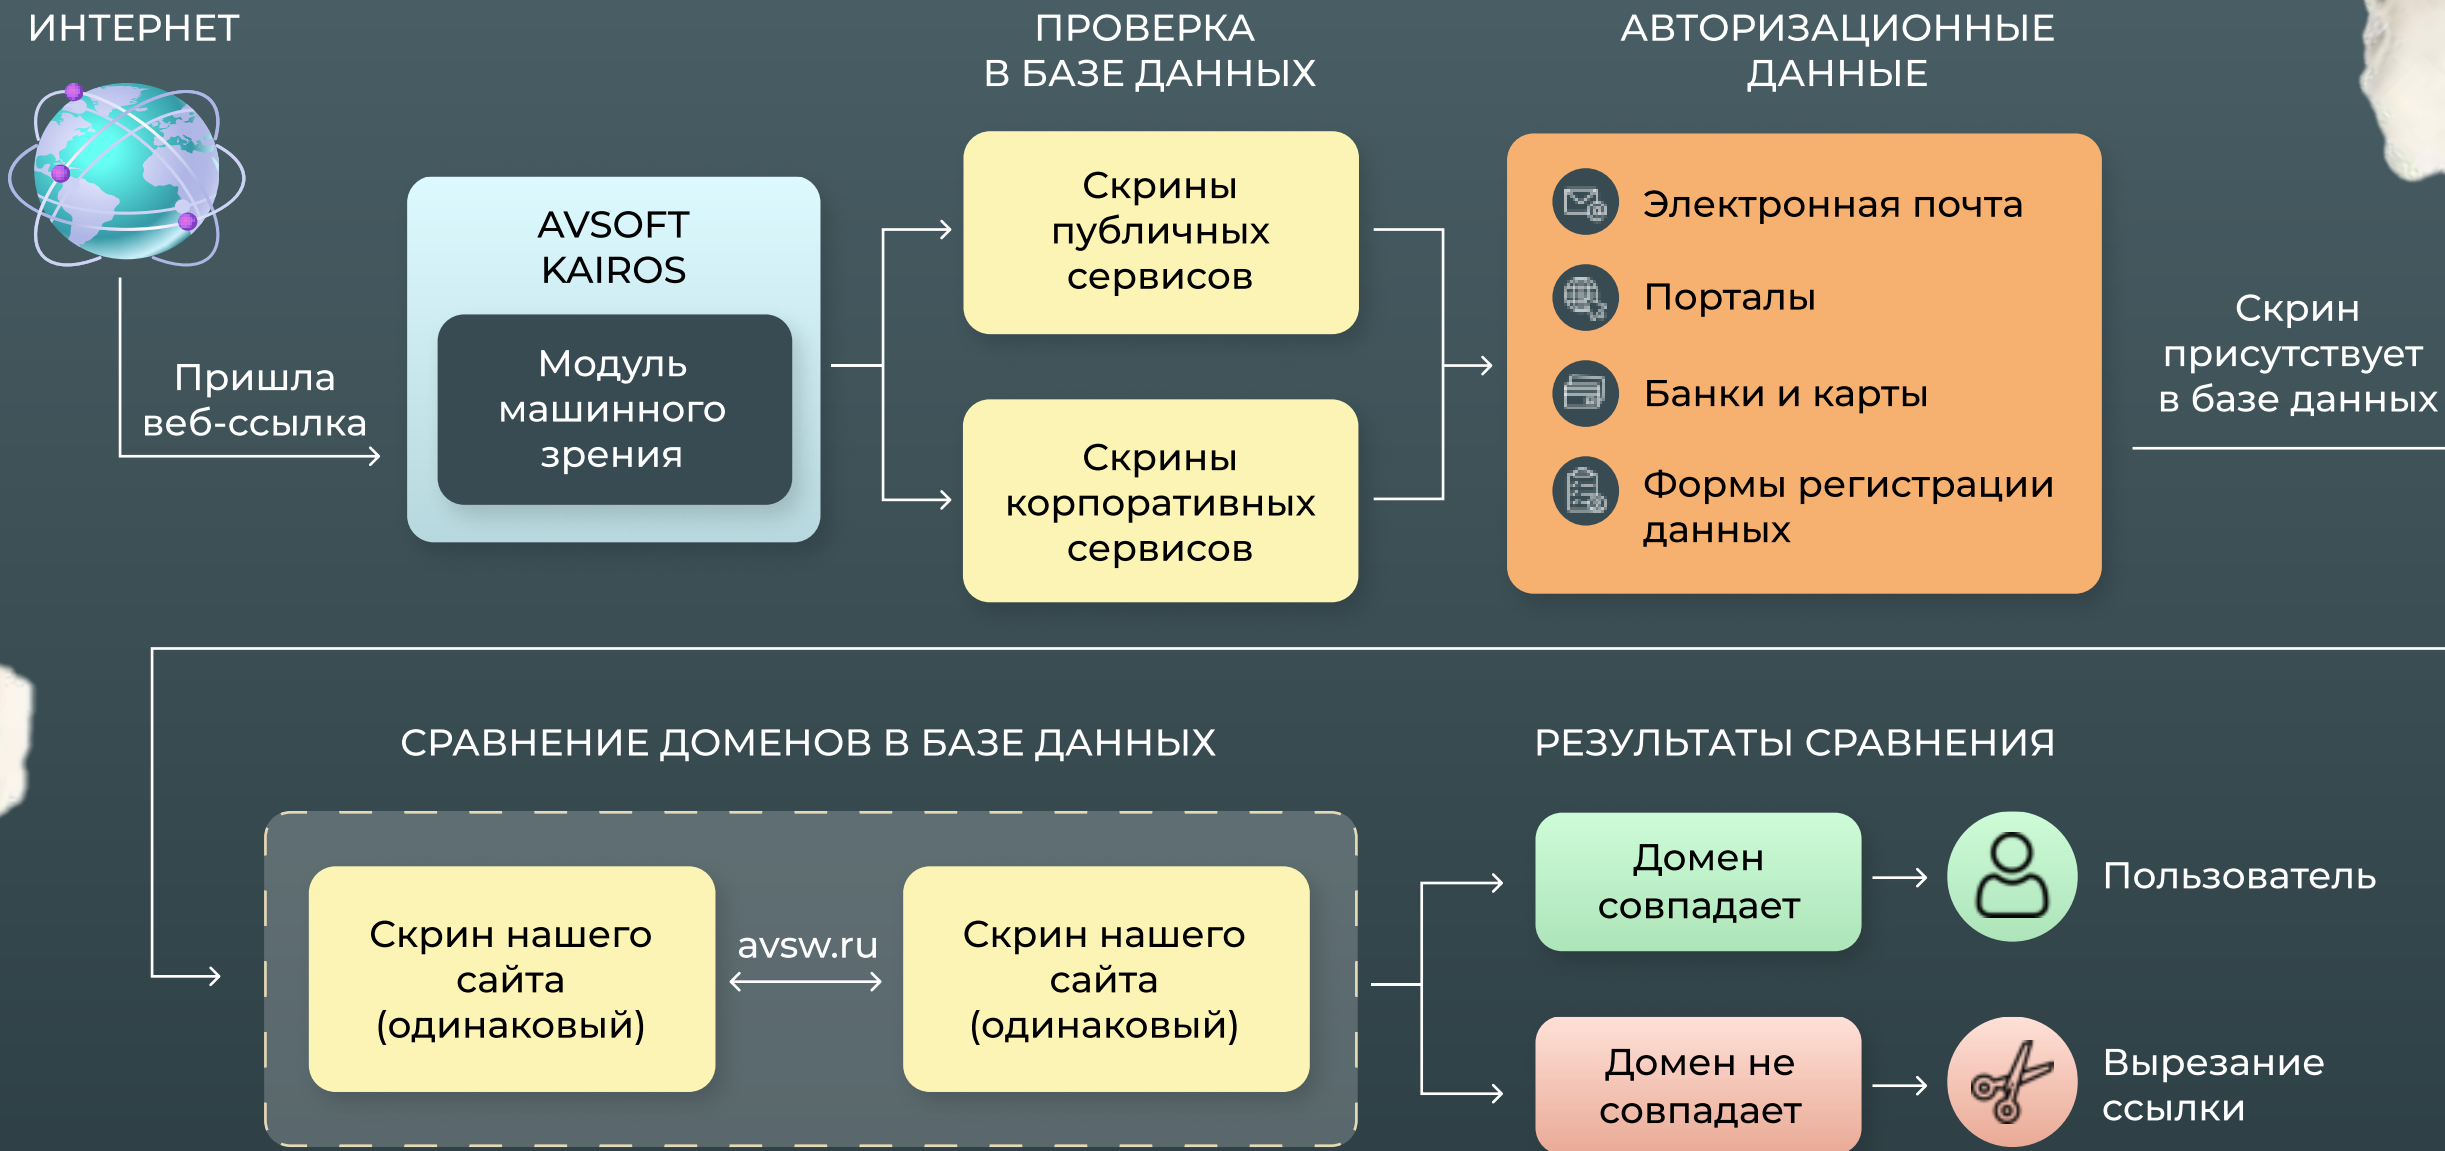 ИНТЕРНЕТ
ПРОВЕРКА
В БАЗЕ ДАННЫХ
АВТОРИЗАЦИОННЫЕ
ДАННЫЕ
Пришла
веб-ссылка
AVSOFT
KAIROS
Модуль
машинного
зрения
Скрины
публичных
сервисов
Скрины
корпоративных
сервисов
Электронная почта
Порталы
Банки и карты
Формы регистрации
данных
Скрин
присутствует
в базе данных
СРАВНЕНИЕ ДОМЕНОВ В БАЗЕ ДАННЫХ
Скрин нашего
сайта
(одинаковый)
avsw.ru
Скрин нашего
сайта
(одинаковый)
РЕЗУЛЬТАТЫ СРАВНЕНИЯ
Домен
совпадает
Пользователь
Домен не
совпадает
Вырезание
ссылки